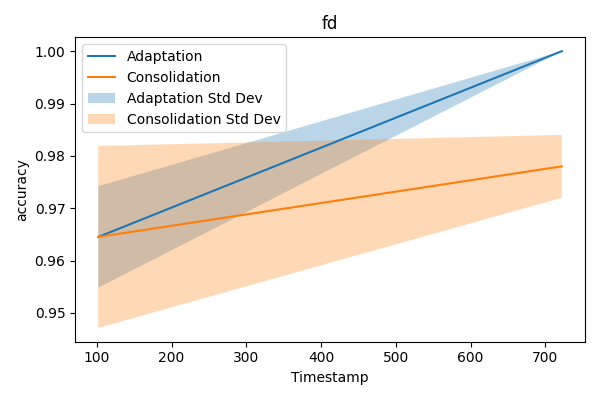 fd
1.00
0.99
0.98
0.97
0.96
0.95
accuracy
Adaptation
Consolidation
Adaptation Std Dev
Consolidation Std Dev
100 200 300 400 500 600 700
Timestamp